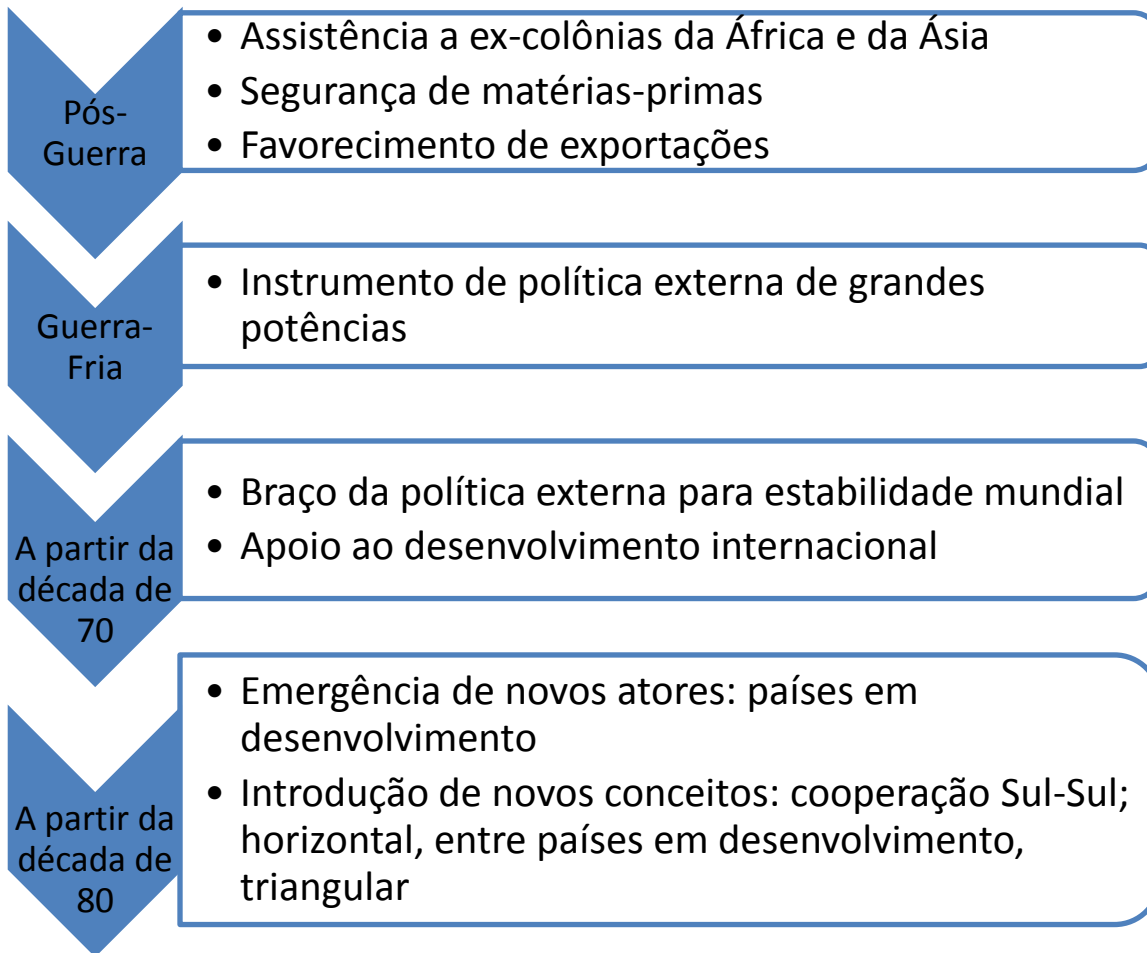 Pós-
Guerra
• Assistência a ex-colônias da África e da Ásia
• Segurança de matérias-primas
• Favorecimento de exportações
Guerra-
Fria
• Instrumento de política externa de grandes
potências
A partir da
década de
70
• Braço da política externa para estabilidade mundial
• Apoio ao desenvolvimento internacional
A partir da
década de
80
• Emergência de novos atores: países em
desenvolvimento
• Introdução de novos conceitos: cooperação Sul-Sul;
horizontal, entre países em desenvolvimento,
triangular